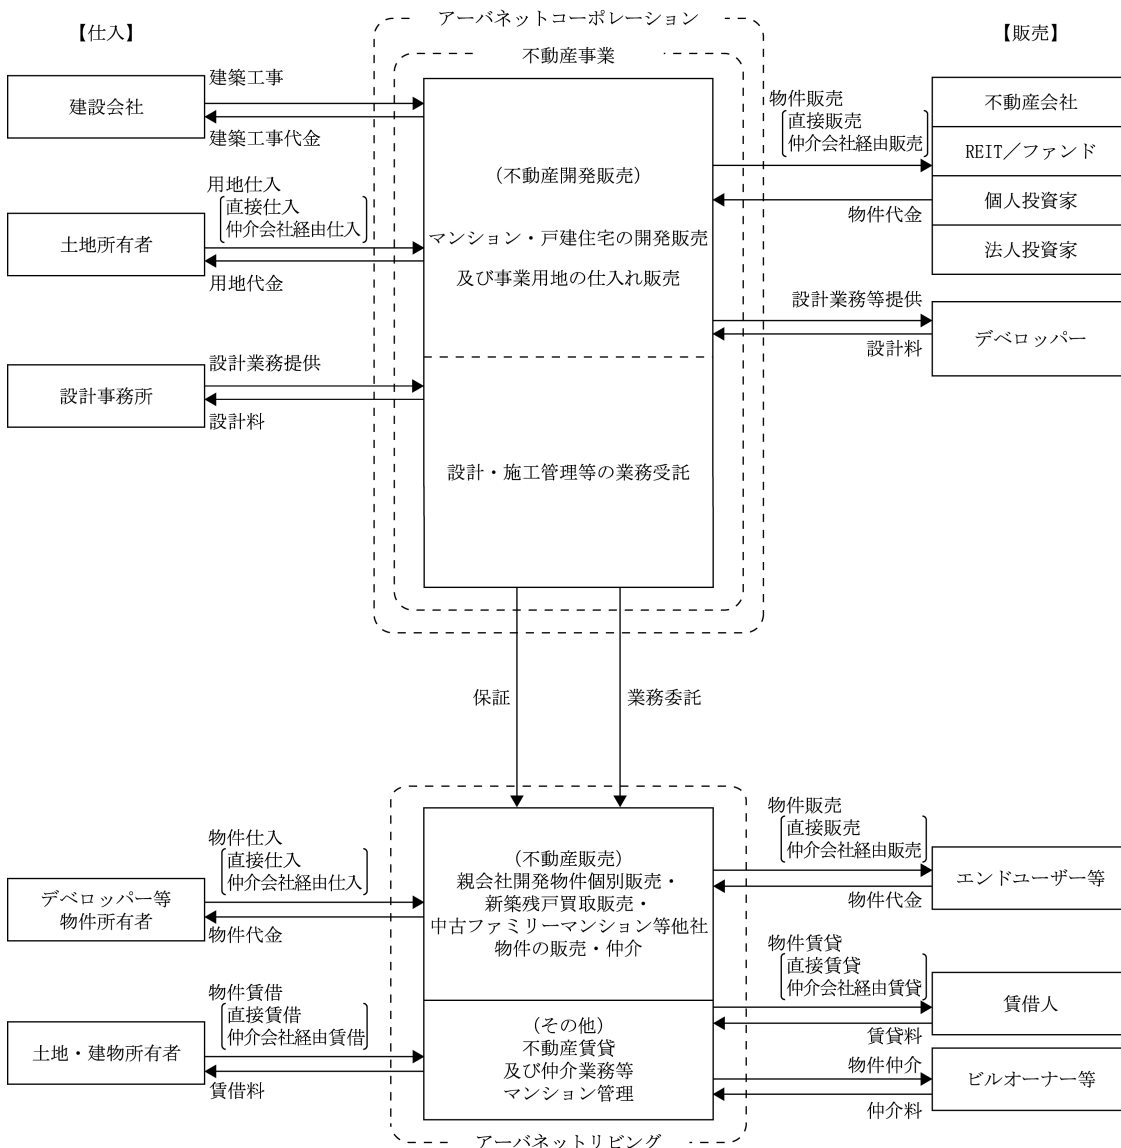 アーバネットコーポレーション
【仕入】
【販売】
不動産事業
建設会社
建築工事
建築工事代金
土地所有者
用地仕入
直接仕入
仲介会社経由仕入
用地代金
設計事務所
設計業務提供
設計料
(不動産開発販売)
マンション・戸建住宅の開発販売
及び事業用地の仕入れ販売
設計・施工管理等の業務受託
物件販売
直接販売
仲介会社経由販売
物件代金
不動産会社
REIT/ファンド
個人投資家
法人投資家
設計業務等提供
設計料
デベロッパー
保証
業務委託
デベロッパー等
物件所有者
物件仕入
直接仕入
仲介会社経由仕入
物件代金
土地・建物所有者
物件賃借
直接賃借
仲介会社経由賃借
賃借料
(不動産販売)
親会社開発物件個別販売・
新築残戸買取販売・
中古ファミリーマンション等他社
物件の販売・仲介
(その他)
不動産賃貸
及び仲介業務等
マンション管理
物件販売
直接販売
仲介会社経由販売
物件代金
エンドユーザー等
物件賃貸
直接賃貸
仲介会社経由賃貸
賃貸料
賃借人
物件仲介
仲介料
ビルオーナー等
アーバネットリビング